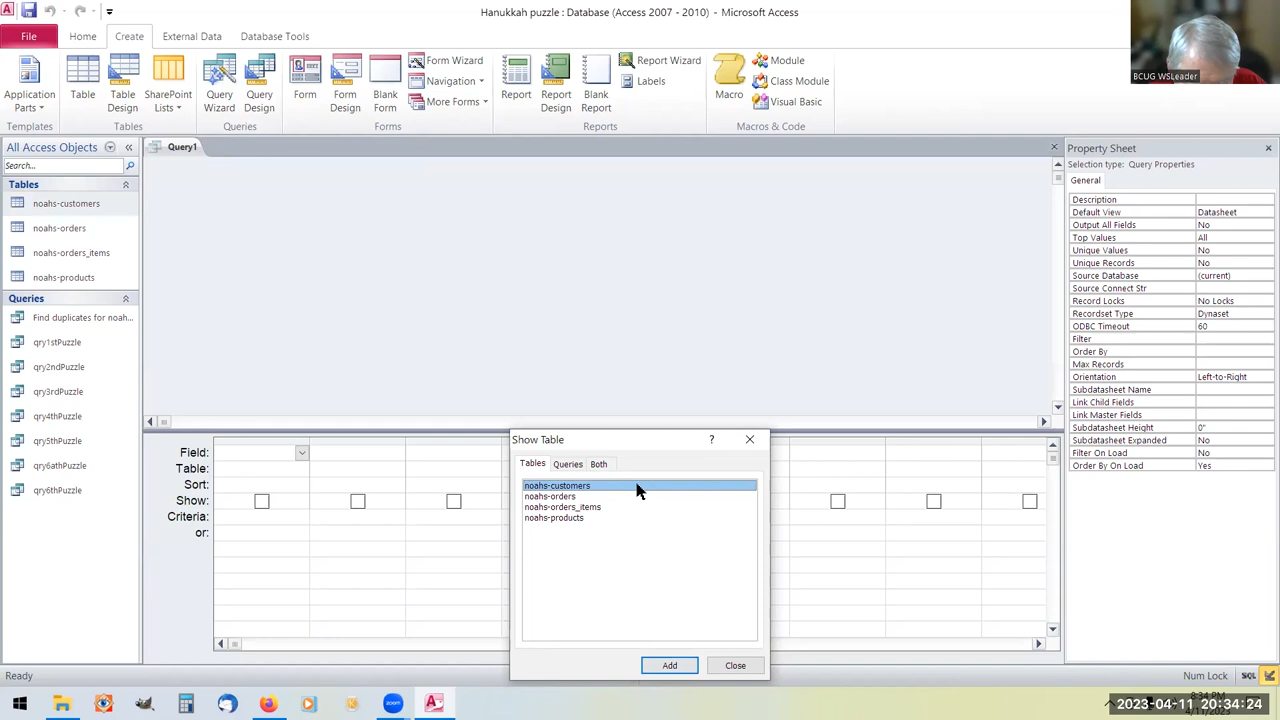 Hanukkah puzzle : Database (Access 2007 - 2010) - Microsoft Access
File Home Create External Data Database Tools
Application Parts
Table
Table Design
SharePoint Lists
Query Wizard
Query Design
Form
Form Design
Blank Form
Form Wizard
Navigation
More Forms
Report
Report Design
Blank Report
Report Wizard
Labels
Macro
Module
Class Module
Visual Basic
Templates Tables Queries Forms Reports Macros & Code
BCUG WSLeader
All Access Objects
Search...
Tables
noahs-customers
noahs-orders
noahs-orders_items
noahs-products
Queries
Find duplicates for noah...
qry1stPuzzle
qry2ndPuzzle
qry3rdPuzzle
qry4thPuzzle
qry5thPuzzle
qry6athPuzzle
qry6thPuzzle
Query1
Field:
Table:
Sort:
Show:
Criteria:
or:
Show Table
?
Tables Queries Both
noahs-customers
noahs-orders
noahs-orders_items
noahs-products
Add Close
Property Sheet
Selection type: Query Properties
General
Description
Default View Datasheet
Output All Fields No
Top Values All
Unique Values No
Unique Records No
Source Database (current)
Source Connect Str
Record Locks No Locks
Recordset Type Dynaset
ODBC Timeout 60
Filter
Order By
Max Records
Orientation Left-to-Right
Subdatasheet Name
Link Child Fields
Link Master Fields
Subdatasheet Height 0"
Subdatasheet Expanded No
Filter On Load No
Order By On Load Yes
Ready
Num Lock
SQL
zoom
8:34 PM
2023-04-11 20:34:24
4/11/2023